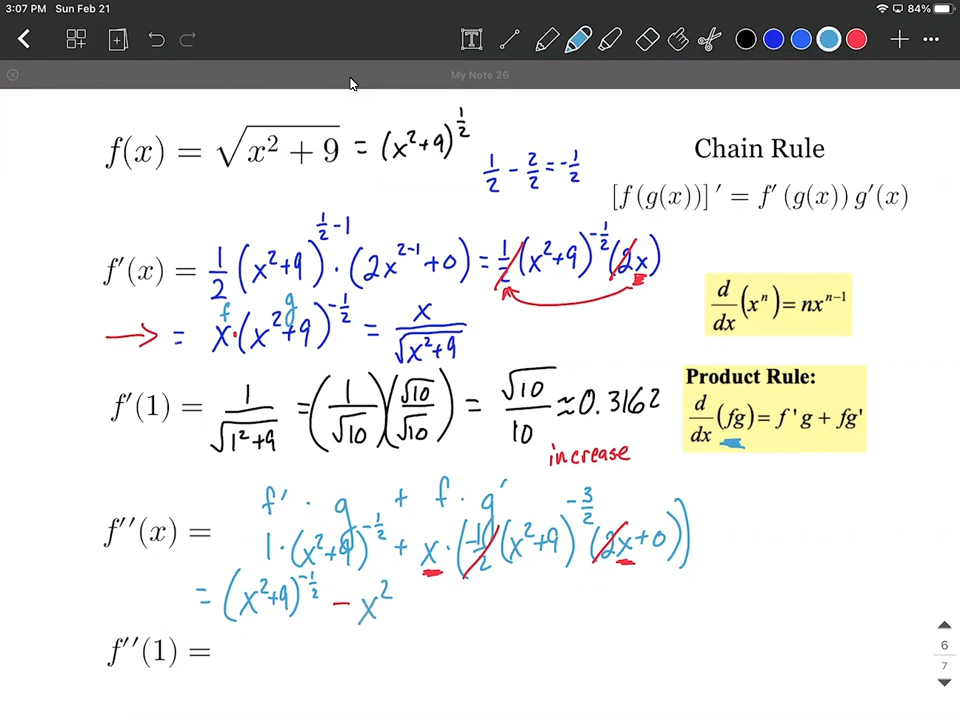 3:07 PM Sun Feb 21 84%
My Note 26
f(x) = √(x² + 9) = (x²+9)^(1/2)
1/2 - 2/2 = -1/2
Chain Rule
[f (g(x))] ′ = f′ (g(x)) g′(x)
f′(x) = 1/2 (x²+9)^(1/2 -1) · (2x^(2-1) +0) = 1/2 (x²+9)^(-1/2) (2x)
f g
= x·(x²+9)^(-1/2) = x/√(x²+9)
d/dx (xⁿ) = nxⁿ⁻¹
f′(1) = 1/√(1²+9) = (1/√10)(√10/√10) = √10/10 ≈ 0.3162
increase
Product Rule:
d/dx (fg) = f ' g + fg'
f′ · g + f · g′
f′′(x) = 1·(x²+9)^(-1/2) + x·(-1/2 (x²+9)^(-3/2) (2x+0))
= (x²+9)^(-1/2) - x²
f′′(1) =
6
7